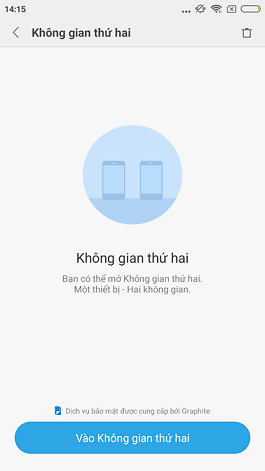 14:15
Không gian thứ hai
Không gian thứ hai
Bạn có thể mở Không gian thứ hai.
Một thiết bị - Hai không gian.
Dịch vụ bảo mật được cung cấp bởi Graphite
Vào Không gian thứ hai